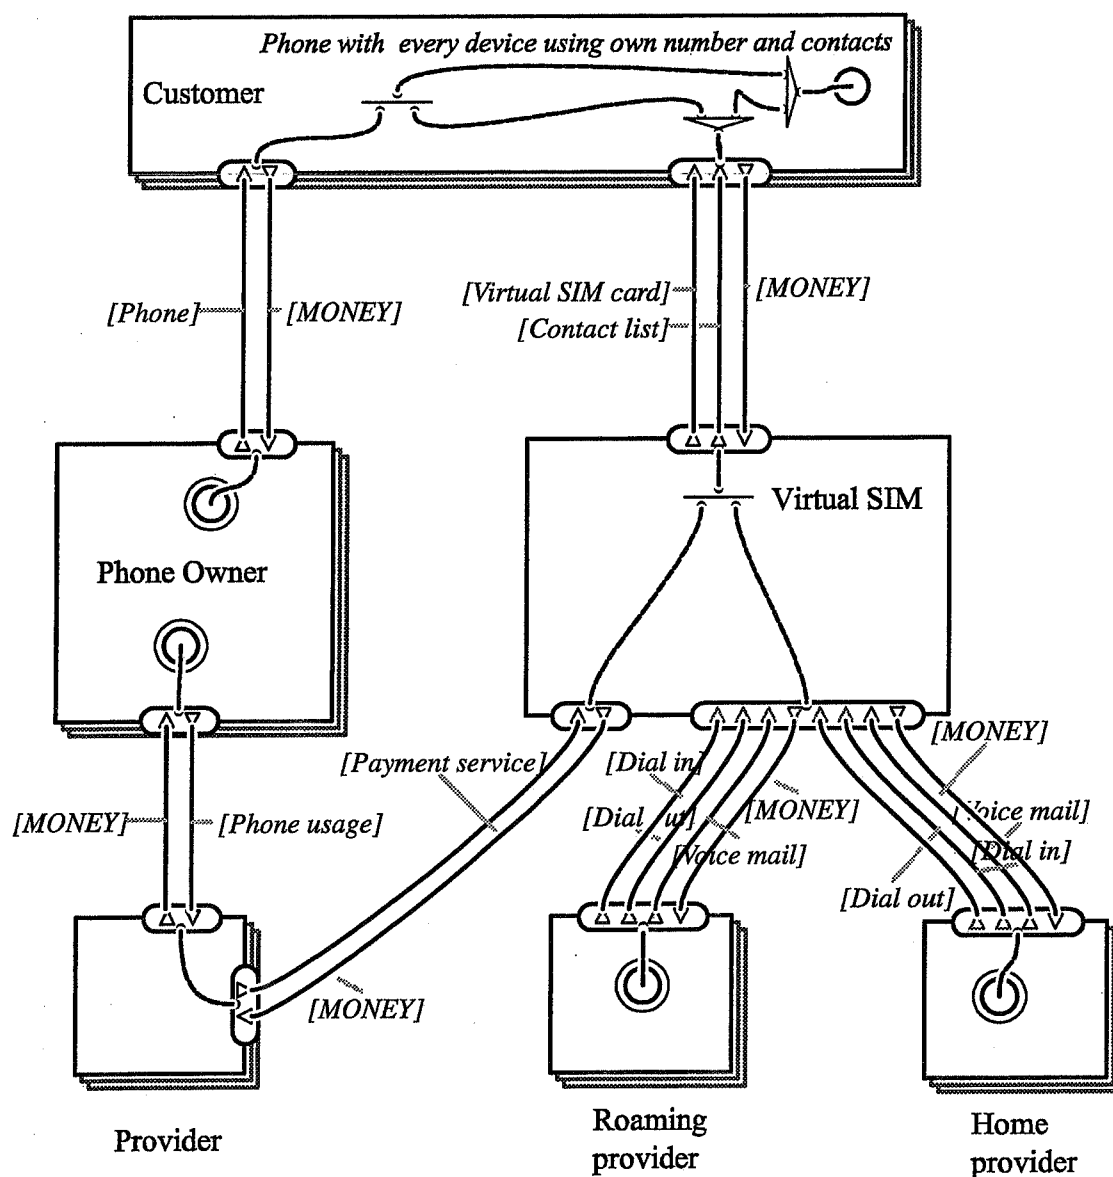 Phone with every device using own number and contacts
Customer
[Phone]
[MONEY]
[Virtual SIM card]
[MONEY]
[Contact list]
Virtual SIM
Phone Owner
[MONEY]
[Payment service]
[Dial in]
[MONEY]
[Phone usage]
[Dial out]
[MONEY]
[Voice mail]
[Voice mail]
[Dial in]
[Dial out]
[MONEY]
Provider
Roaming
provider
Home
provider